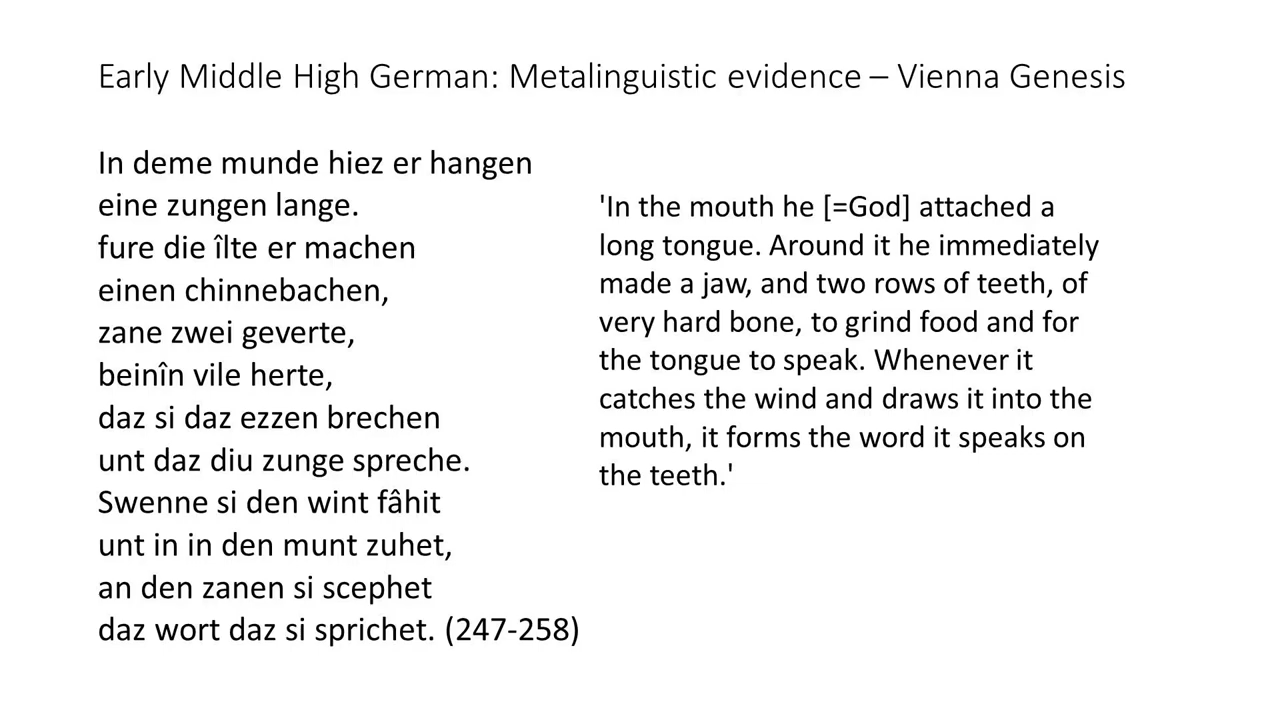 Early Middle High German: Metalinguistic evidence – Vienna Genesis
In deme munde hiez er hangen
eine zungen lange.
fure die îlte er machen
einen chinnebachen,
zane zwei geverte,
beinîn vile herte,
daz si daz ezzen brechen
unt daz diu zunge spreche.
Swenne si den wint fâhit
unt in in den munt zuhet,
an den zanen si scephet
daz wort daz si sprichet. (247-258)
'In the mouth he [=God] attached a
long tongue. Around it he immediately
made a jaw, and two rows of teeth, of
very hard bone, to grind food and for
the tongue to speak. Whenever it
catches the wind and draws it into the
mouth, it forms the word it speaks on
the teeth.'